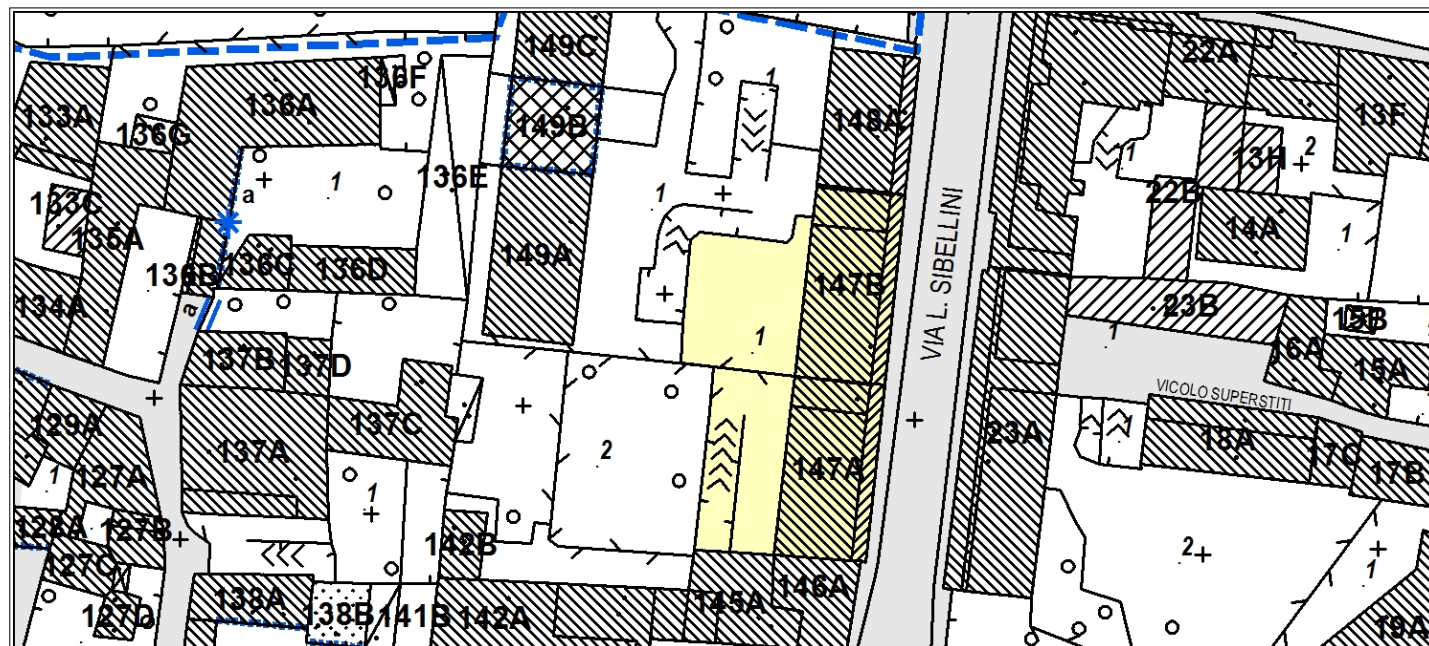 149C
22A
136F
1
133A
136A
148A
13F
149B
136G
1
13H
2
136E
1
1
a
22B
133C
14A
135A
1
149A
136C
136D
136B
147B
134A
23B
15B
a
1
1
VIA L. SIBELLINI
16A
137B
137D
15A
VICOLO SUPERSTITI
129A
137C
1
23A
18A
137A
2
147A
17C
127A
1
17B
1
128A
127B
142B
2
127C
1
138A
146A
127D
138B
141B
142A
145A
19A